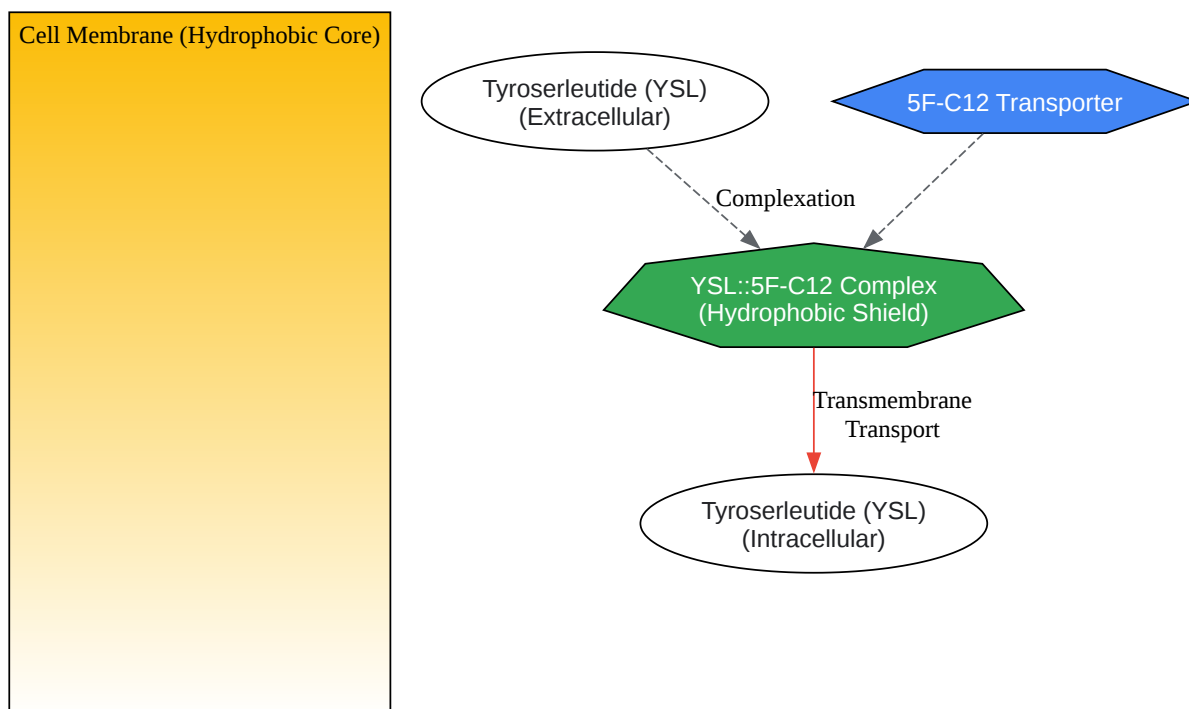 Cell Membrane (Hydrophobic Core)
Tyroserleutide (YSL)
(Extracellular)
5F-C12 Transporter
Complexation
YSL::5F-C12 Complex
(Hydrophobic Shield)
Transmembrane
Transport
Tyroserleutide (YSL)
(Intracellular)